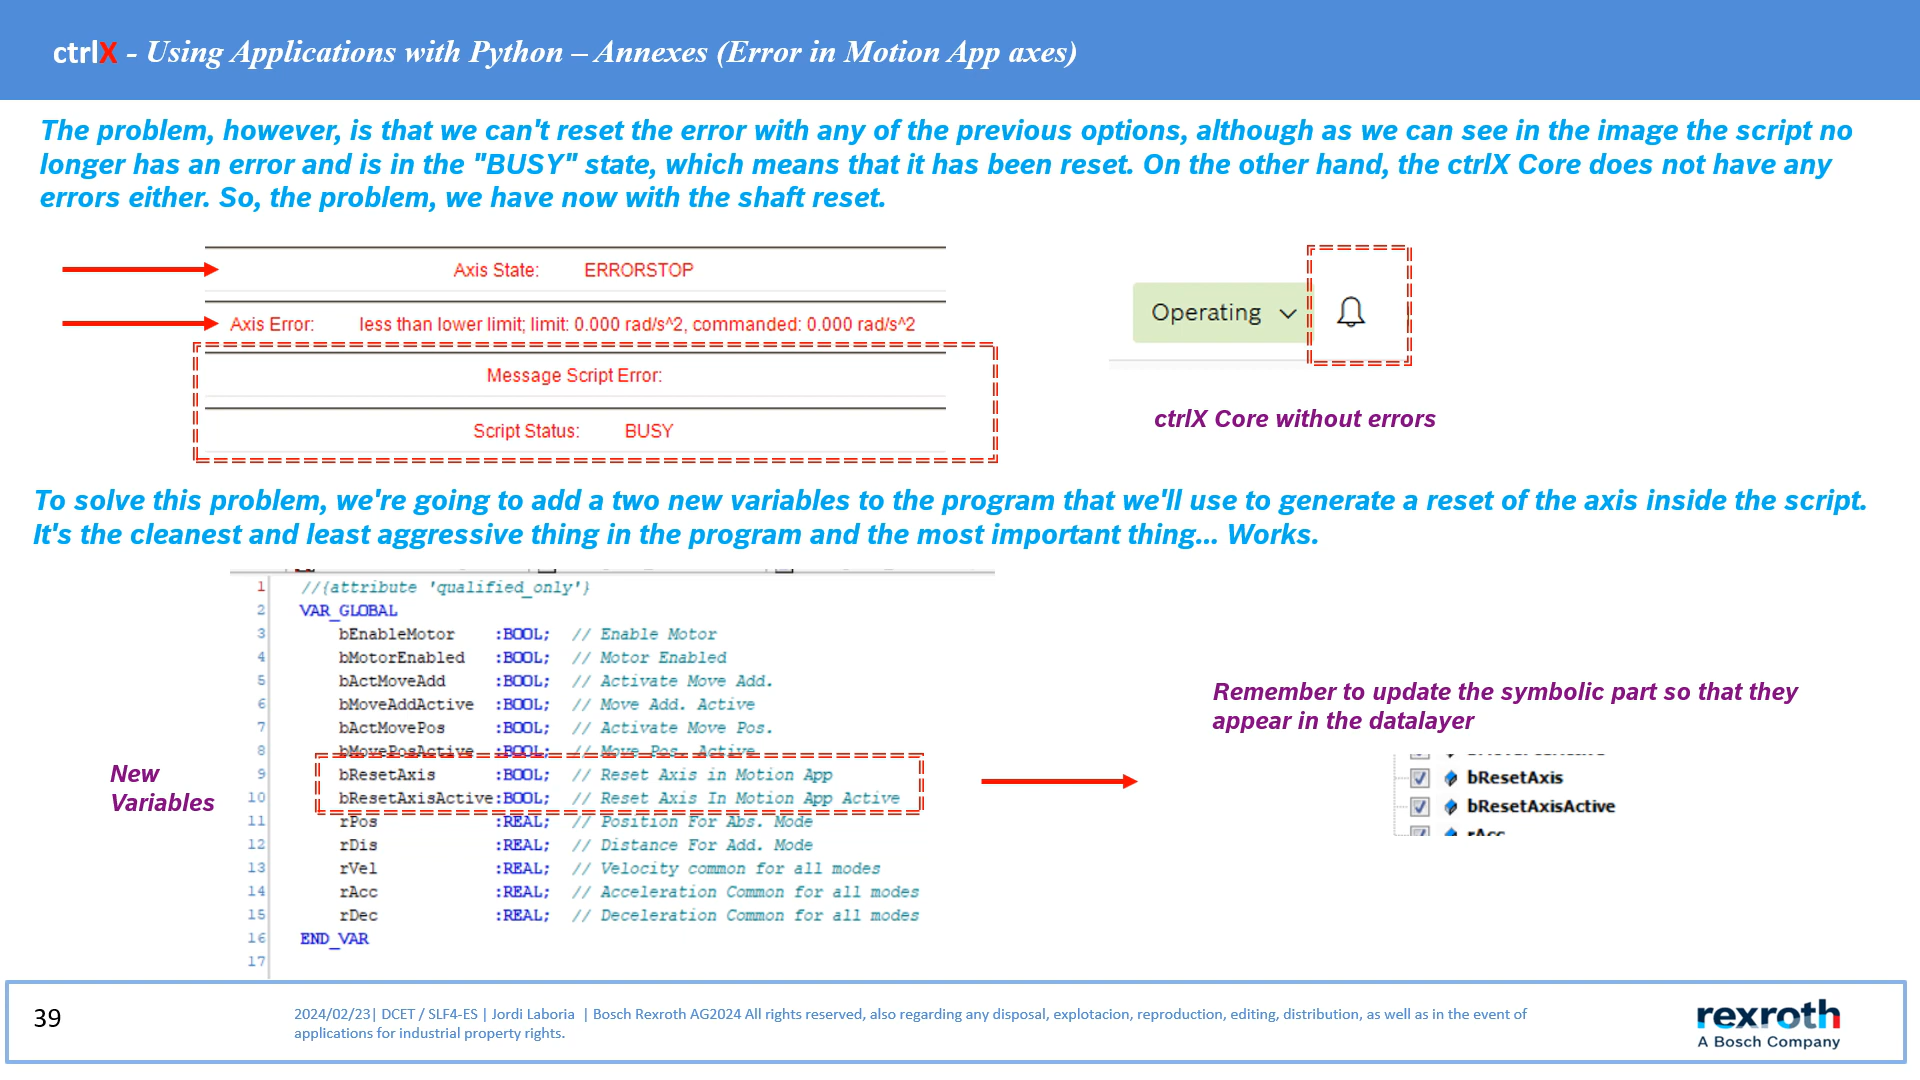 ctrlX - Using Applications with Python – Annexes (Error in Motion App axes)
The problem, however, is that we can't reset the error with any of the previous options, although as we can see in the image the script no
longer has an error and is in the "BUSY" state, which means that it has been reset. On the other hand, the ctrlX Core does not have any
errors either. So, the problem, we have now with the shaft reset.
Axis State: ERRORSTOP
Axis Error: less than lower limit; limit: 0.000 rad/s^2, commanded: 0.000 rad/s^2
Message Script Error:
Script Status: BUSY
Operating
ctrlX Core without errors
To solve this problem, we're going to add a two new variables to the program that we'll use to generate a reset of the axis inside the script.
It's the cleanest and least aggressive thing in the program and the most important thing... Works.
1 //{attribute 'qualified_only'}
2 VAR_GLOBAL
3 bEnableMotor :BOOL; // Enable Motor
4 bMotorEnabled :BOOL; // Motor Enabled
5 bActMoveAdd :BOOL; // Activate Move Add.
6 bMoveAddActive :BOOL; // Move Add. Active
7 bActMovePos :BOOL; // Activate Move Pos.
8 bMovePosActive :BOOL; // Move Pos. Active
9 bResetAxis :BOOL; // Reset Axis in Motion App
10 bResetAxisActive:BOOL; // Reset Axis In Motion App Active
11 rPos :REAL; // Position For Abs. Mode
12 rDis :REAL; // Distance For Add. Mode
13 rVel :REAL; // Velocity common for all modes
14 rAcc :REAL; // Acceleration Common for all modes
15 rDec :REAL; // Deceleration Common for all modes
16 END_VAR
17
New
Variables
Remember to update the symbolic part so that they
appear in the datalayer
bResetAxis
bResetAxisActive
rAcc
39
2024/02/23| DCET / SLF4-ES | Jordi Laboria | Bosch Rexroth AG2024 All rights reserved, also regarding any disposal, explotacion, reproduction, editing, distribution, as well as in the event of
applications for industrial property rights.
rexroth
A Bosch Company